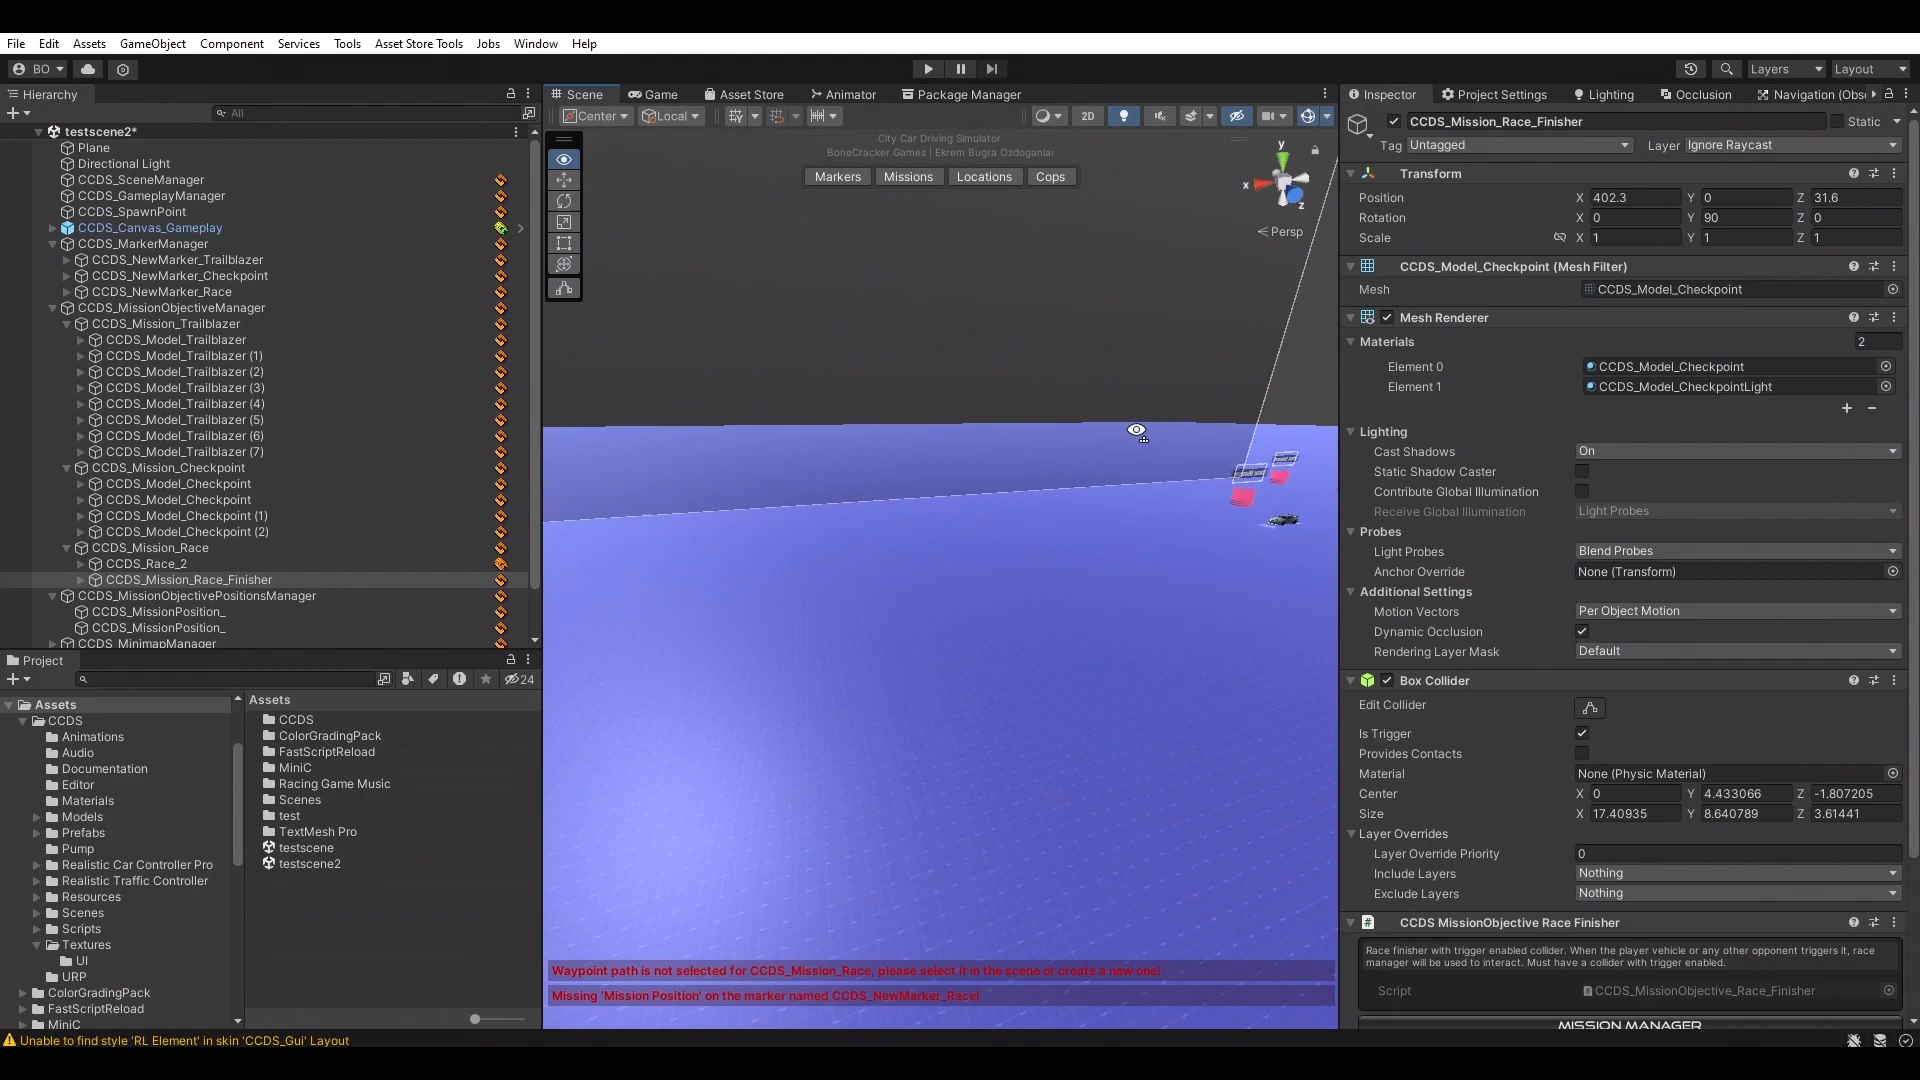 File Edit Assets GameObject Component Services Tools Asset Store Tools Jobs Window Help
BO Layers Layout
Hierarchy
All
testscene2*
Plane
Directional Light
CCDS_SceneManager
CCDS_GameplayManager
CCDS_SpawnPoint
CCDS_Canvas_Gameplay
CCDS_MarkerManager
CCDS_NewMarker_Trailblazer
CCDS_NewMarker_Checkpoint
CCDS_NewMarker_Race
CCDS_MissionObjectiveManager
CCDS_Mission_Trailblazer
CCDS_Model_Trailblazer
CCDS_Model_Trailblazer (1)
CCDS_Model_Trailblazer (2)
CCDS_Model_Trailblazer (3)
CCDS_Model_Trailblazer (4)
CCDS_Model_Trailblazer (5)
CCDS_Model_Trailblazer (6)
CCDS_Model_Trailblazer (7)
CCDS_Mission_Checkpoint
CCDS_Model_Checkpoint
CCDS_Model_Checkpoint
CCDS_Model_Checkpoint (1)
CCDS_Model_Checkpoint (2)
CCDS_Mission_Race
CCDS_Race_2
CCDS_Mission_Race_Finisher
CCDS_MissionObjectivePositionsManager
CCDS_MissionPosition_
CCDS_MissionPosition_
CCDS_MinimapManager
Project
24
Assets
CCDS
Animations
Audio
Documentation
Editor
Materials
Models
Prefabs
Pump
Realistic Car Controller Pro
Realistic Traffic Controller
Resources
Scenes
Scripts
Textures
UI
URP
ColorGradingPack
FastScriptReload
MiniC
Assets
CCDS
ColorGradingPack
FastScriptReload
MiniC
Racing Game Music
Scenes
test
TextMesh Pro
testscene
testscene2
Scene Game Asset Store Animator Package Manager
Center Local 2D
City Car Driving Simulator
BoneCracker Games | Ekrem Bugra Ozdoganlar
Markers Missions Locations Cops
y
x
z
Persp
Waypoint path is not selected for CCDS_Mission_Race, please select it in the scene or create a new one!
Missing 'Mission Position' on the marker named CCDS_NewMarker_Race!
Inspector Project Settings Lighting Occlusion Navigation (Obs
CCDS_Mission_Race_Finisher Static
Tag Untagged Layer Ignore Raycast
Transform
Position X 402.3 Y 0 Z 31.6
Rotation X 0 Y 90 Z 0
Scale X 1 Y 1 Z 1
CCDS_Model_Checkpoint (Mesh Filter)
Mesh CCDS_Model_Checkpoint
Mesh Renderer
Materials 2
Element 0 CCDS_Model_Checkpoint
Element 1 CCDS_Model_CheckpointLight
Lighting
Cast Shadows On
Static Shadow Caster
Contribute Global Illumination
Receive Global Illumination Light Probes
Probes
Light Probes Blend Probes
Anchor Override None (Transform)
Additional Settings
Motion Vectors Per Object Motion
Dynamic Occlusion
Rendering Layer Mask Default
Box Collider
Edit Collider
Is Trigger
Provides Contacts
Material None (Physic Material)
Center X 0 Y 4.433066 Z -1.807205
Size X 17.40935 Y 8.640789 Z 3.61441
Layer Overrides
Layer Override Priority 0
Include Layers Nothing
Exclude Layers Nothing
CCDS MissionObjective Race Finisher
Race finisher with trigger enabled collider. When the player vehicle or any other opponent triggers it, race
manager will be used to interact. Must have a collider with trigger enabled.
Script CCDS_MissionObjective_Race_Finisher
MISSION MANAGER
Unable to find style 'RL Element' in skin 'CCDS_Gui' Layout